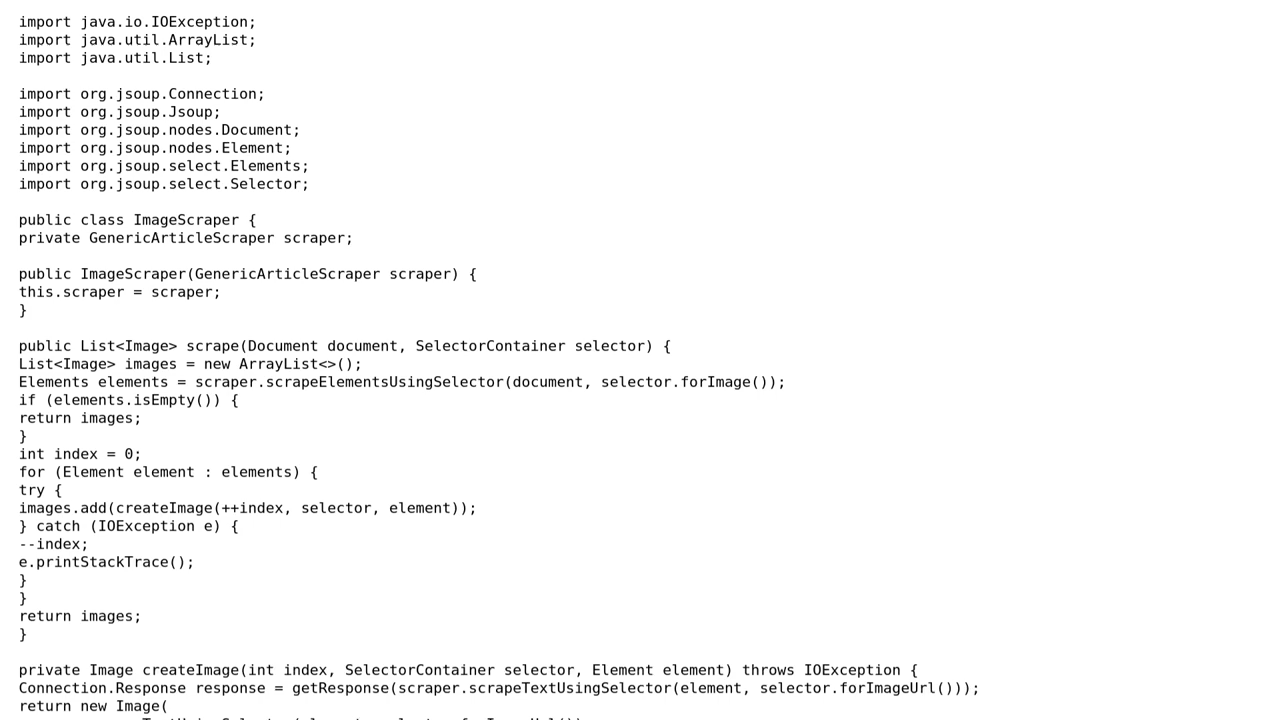 import java.io.IOException;
import java.util.ArrayList;
import java.util.List;

import org.jsoup.Connection;
import org.jsoup.Jsoup;
import org.jsoup.nodes.Document;
import org.jsoup.nodes.Element;
import org.jsoup.select.Elements;
import org.jsoup.select.Selector;

public class ImageScraper {
private GenericArticleScraper scraper;

public ImageScraper(GenericArticleScraper scraper) {
this.scraper = scraper;
}

public List<Image> scrape(Document document, SelectorContainer selector) {
List<Image> images = new ArrayList<>();
Elements elements = scraper.scrapeElementsUsingSelector(document, selector.forImage());
if (elements.isEmpty()) {
return images;
}
int index = 0;
for (Element element : elements) {
try {
images.add(createImage(++index, selector, element));
} catch (IOException e) {
--index;
e.printStackTrace();
}
}
return images;
}

private Image createImage(int index, SelectorContainer selector, Element element) throws IOException {
Connection.Response response = getResponse(scraper.scrapeTextUsingSelector(element, selector.forImageUrl()));
return new Image(